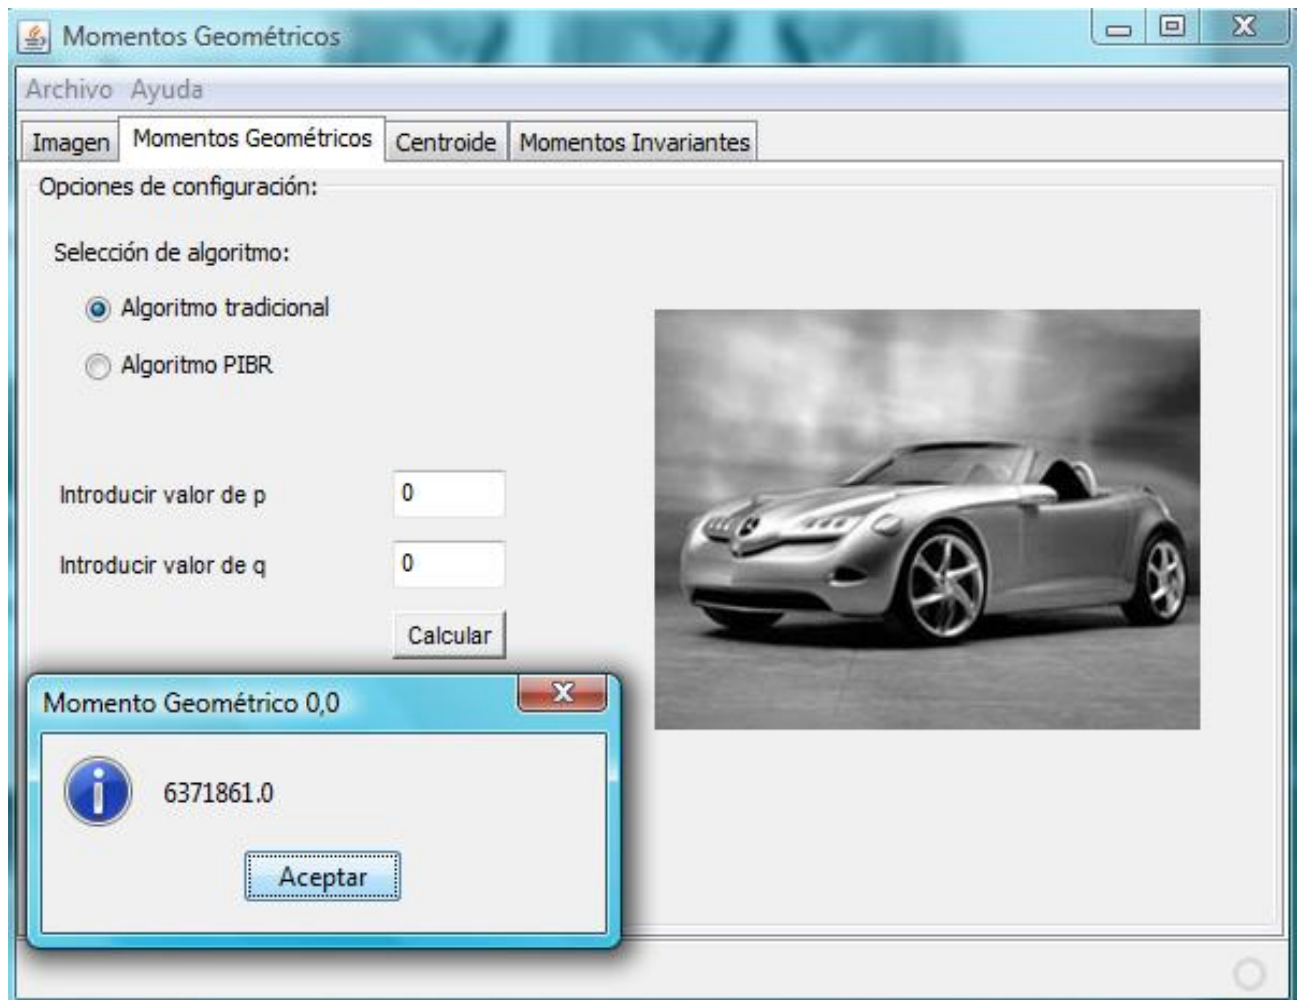 Momentos Geométricos
Archivo Ayuda
Imagen Momentos Geométricos Centroide Momentos Invariantes
Opciones de configuración:
Selección de algoritmo:
Algoritmo tradicional
Algoritmo PIBR
Introducir valor de p 0
Introducir valor de q 0
Calcular
Momento Geométrico 0,0
6371861.0
Aceptar